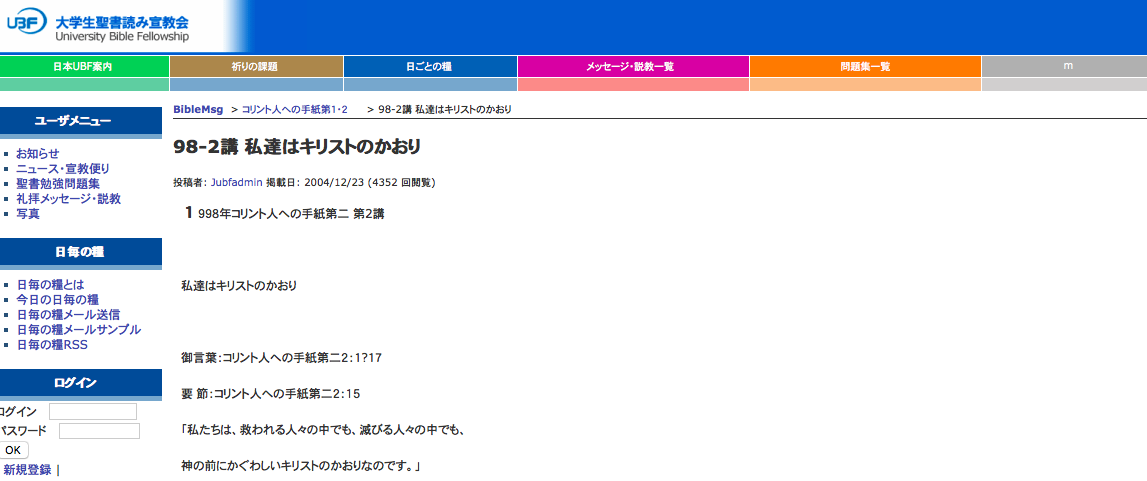 UBF 大学生聖書読み宣教会
University Bible Fellowship
日本UBF案内 祈りの課題 日ごとの糧 メッセージ・説教一覧 問題集一覧 m
BibleMsg > コリント人への手紙第1・2 > 98-2講 私達はキリストのかおり
ユーザメニュー
お知らせ
ニュース・宣教便り
聖書勉強問題集
礼拝メッセージ・説教
写真
日毎の糧
日毎の糧とは
今日の日毎の糧
日毎の糧メール送信
日毎の糧メールサンプル
日毎の糧RSS
ログイン
ログイン
パスワード
OK
新規登録 |
98-2講 私達はキリストのかおり
投稿者: Jubfadmin 掲載日: 2004/12/23 (4352 回閲覧)
1 998年コリント人への手紙第二 第2講
私達はキリストのかおり
御言葉:コリント人への手紙第二2:1?17
要 節:コリント人への手紙第二2:15
「私たちは、救われる人々の中でも、滅びる人々の中でも、
神の前にかぐわしいキリストのかおりなのです。」